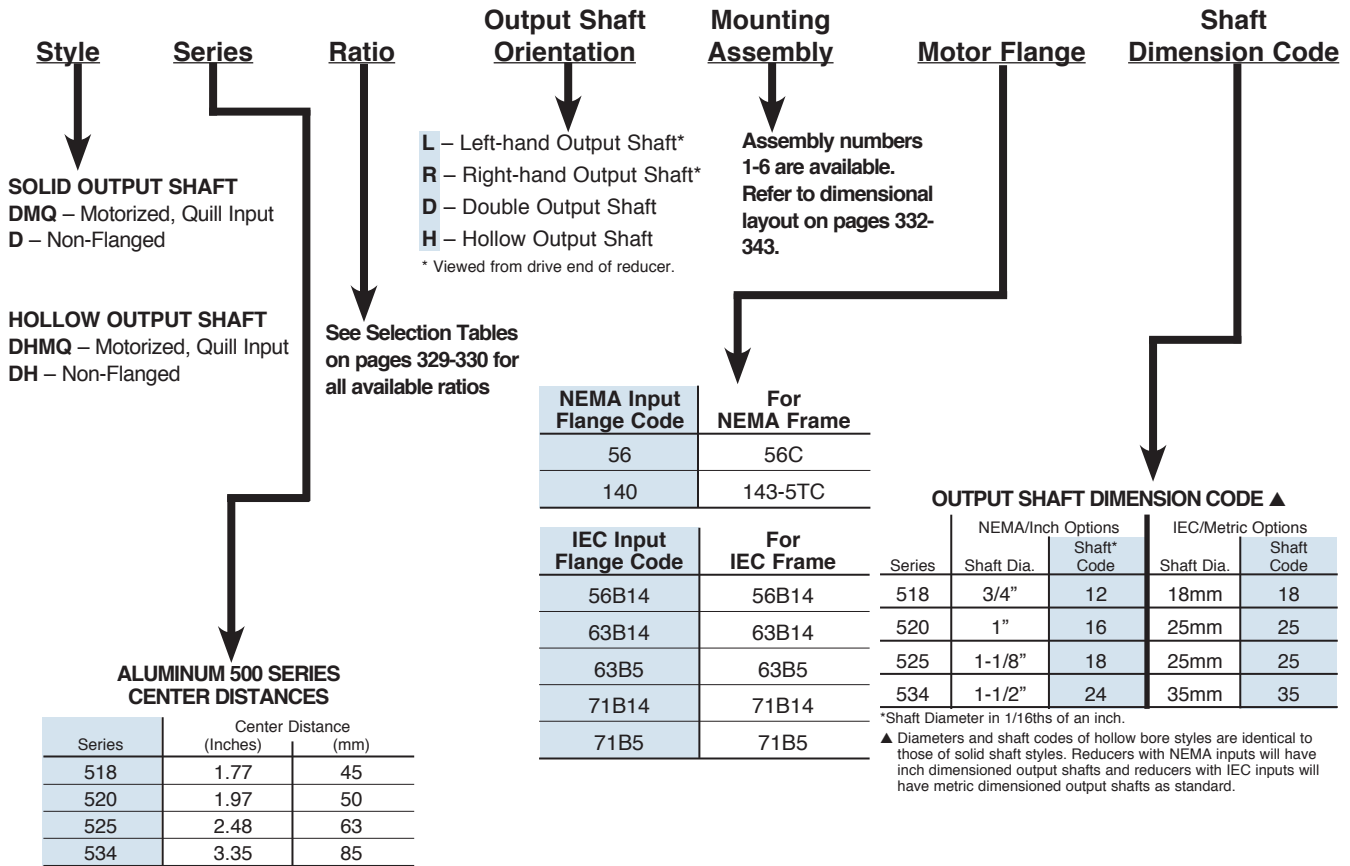 Style
Series
Ratio
Output Shaft
Orientation
Mounting
Assembly
Motor Flange
Shaft
Dimension Code
SOLID OUTPUT SHAFT
DMQ – Motorized, Quill Input
D – Non-Flanged
HOLLOW OUTPUT SHAFT
DHMQ – Motorized, Quill Input
DH – Non-Flanged
See Selection Tables
on pages 329-330 for
all available ratios
L – Left-hand Output Shaft*
R – Right-hand Output Shaft*
D – Double Output Shaft
H – Hollow Output Shaft
* Viewed from drive end of reducer.
Assembly numbers
1-6 are available.
Refer to dimensional
layout on pages 332-
343.
NEMA Input
Flange Code
For
NEMA Frame
56 56C
140 143-5TC
IEC Input
Flange Code
For
IEC Frame
56B14 56B14
63B14 63B14
63B5 63B5
71B14 71B14
71B5 71B5
OUTPUT SHAFT DIMENSION CODE ▲
NEMA/Inch Options IEC/Metric Options
Series Shaft Dia. Shaft* Code Shaft Dia. Shaft Code
518 3/4” 12 18mm 18
520 1” 16 25mm 25
525 1-1/8” 18 25mm 25
534 1-1/2” 24 35mm 35
*Shaft Diameter in 1/16ths of an inch.
▲ Diameters and shaft codes of hollow bore styles are identical to
those of solid shaft styles. Reducers with NEMA inputs will have
inch dimensioned output shafts and reducers with IEC inputs will
have metric dimensioned output shafts as standard.
ALUMINUM 500 SERIES
CENTER DISTANCES
Center Distance
Series (Inches) (mm)
518 1.77 45
520 1.97 50
525 2.48 63
534 3.35 85